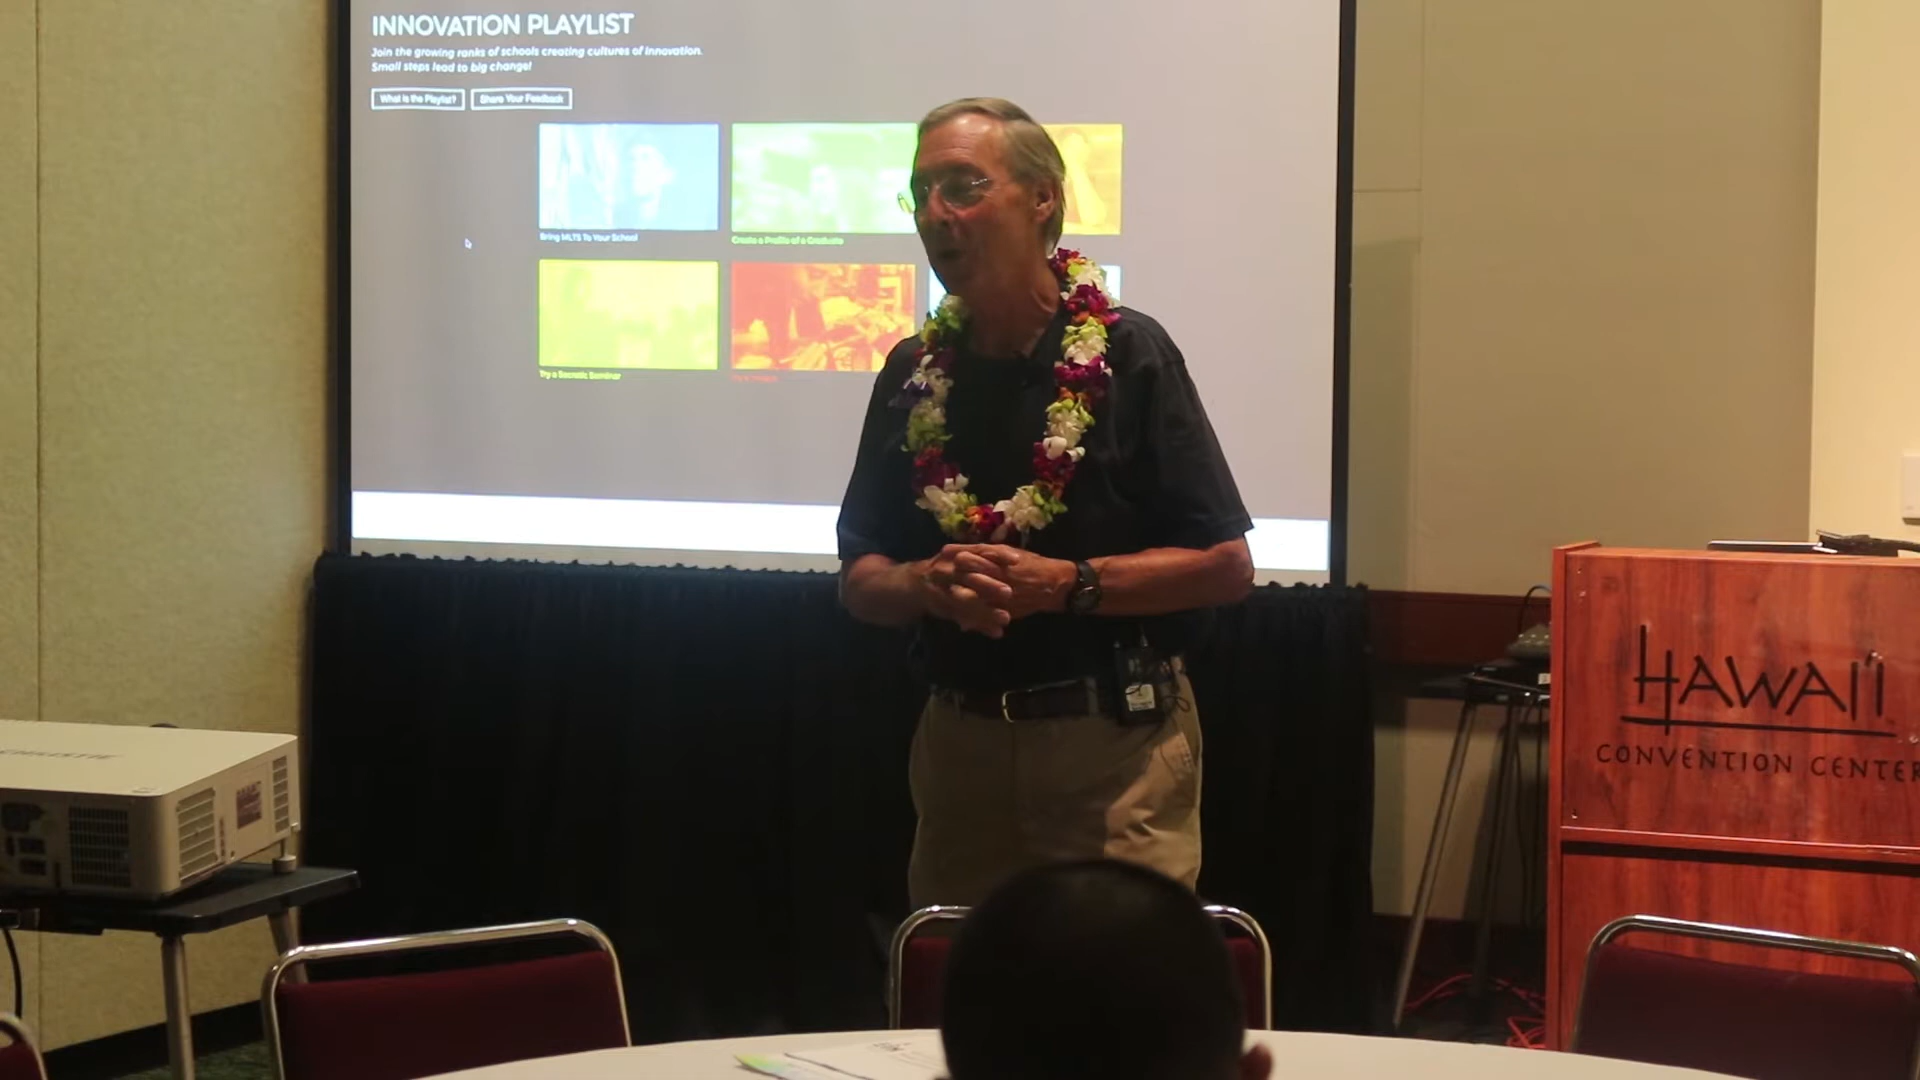 INNOVATION PLAYLIST
Join the growing ranks of schools creating cultures of innovation.
Small steps lead to big change!
What is the Playlist? Share Your Feedback
Bring MLTS To Your School
Create a Profile of a Graduate
Try a Socratic Seminar
HAWAI'I
CONVENTION CENTER
CHRISTIE